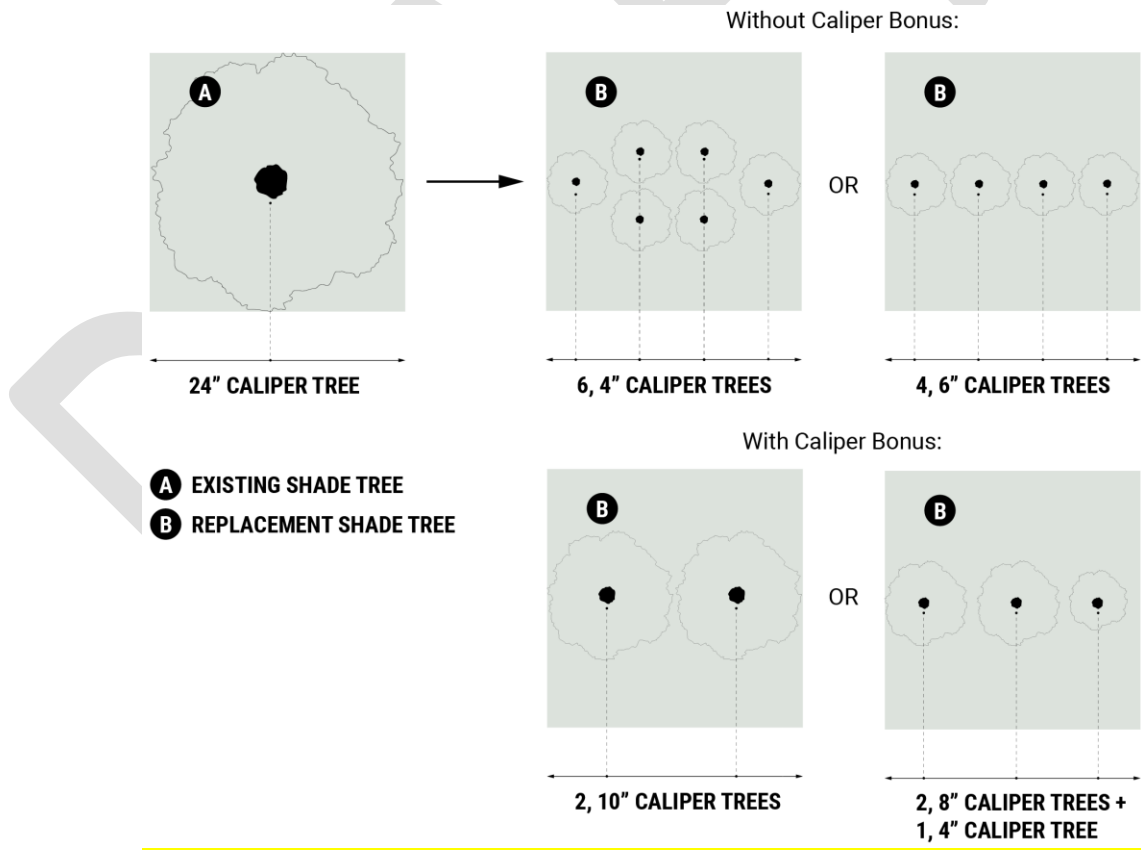 Without Caliper Bonus:
A
B
B
OR
24” CALIPER TREE
6, 4” CALIPER TREES
4, 6” CALIPER TREES
With Caliper Bonus:
A EXISTING SHADE TREE
B REPLACEMENT SHADE TREE
B
B
OR
2, 10” CALIPER TREES
2, 8” CALIPER TREES +
1, 4” CALIPER TREE